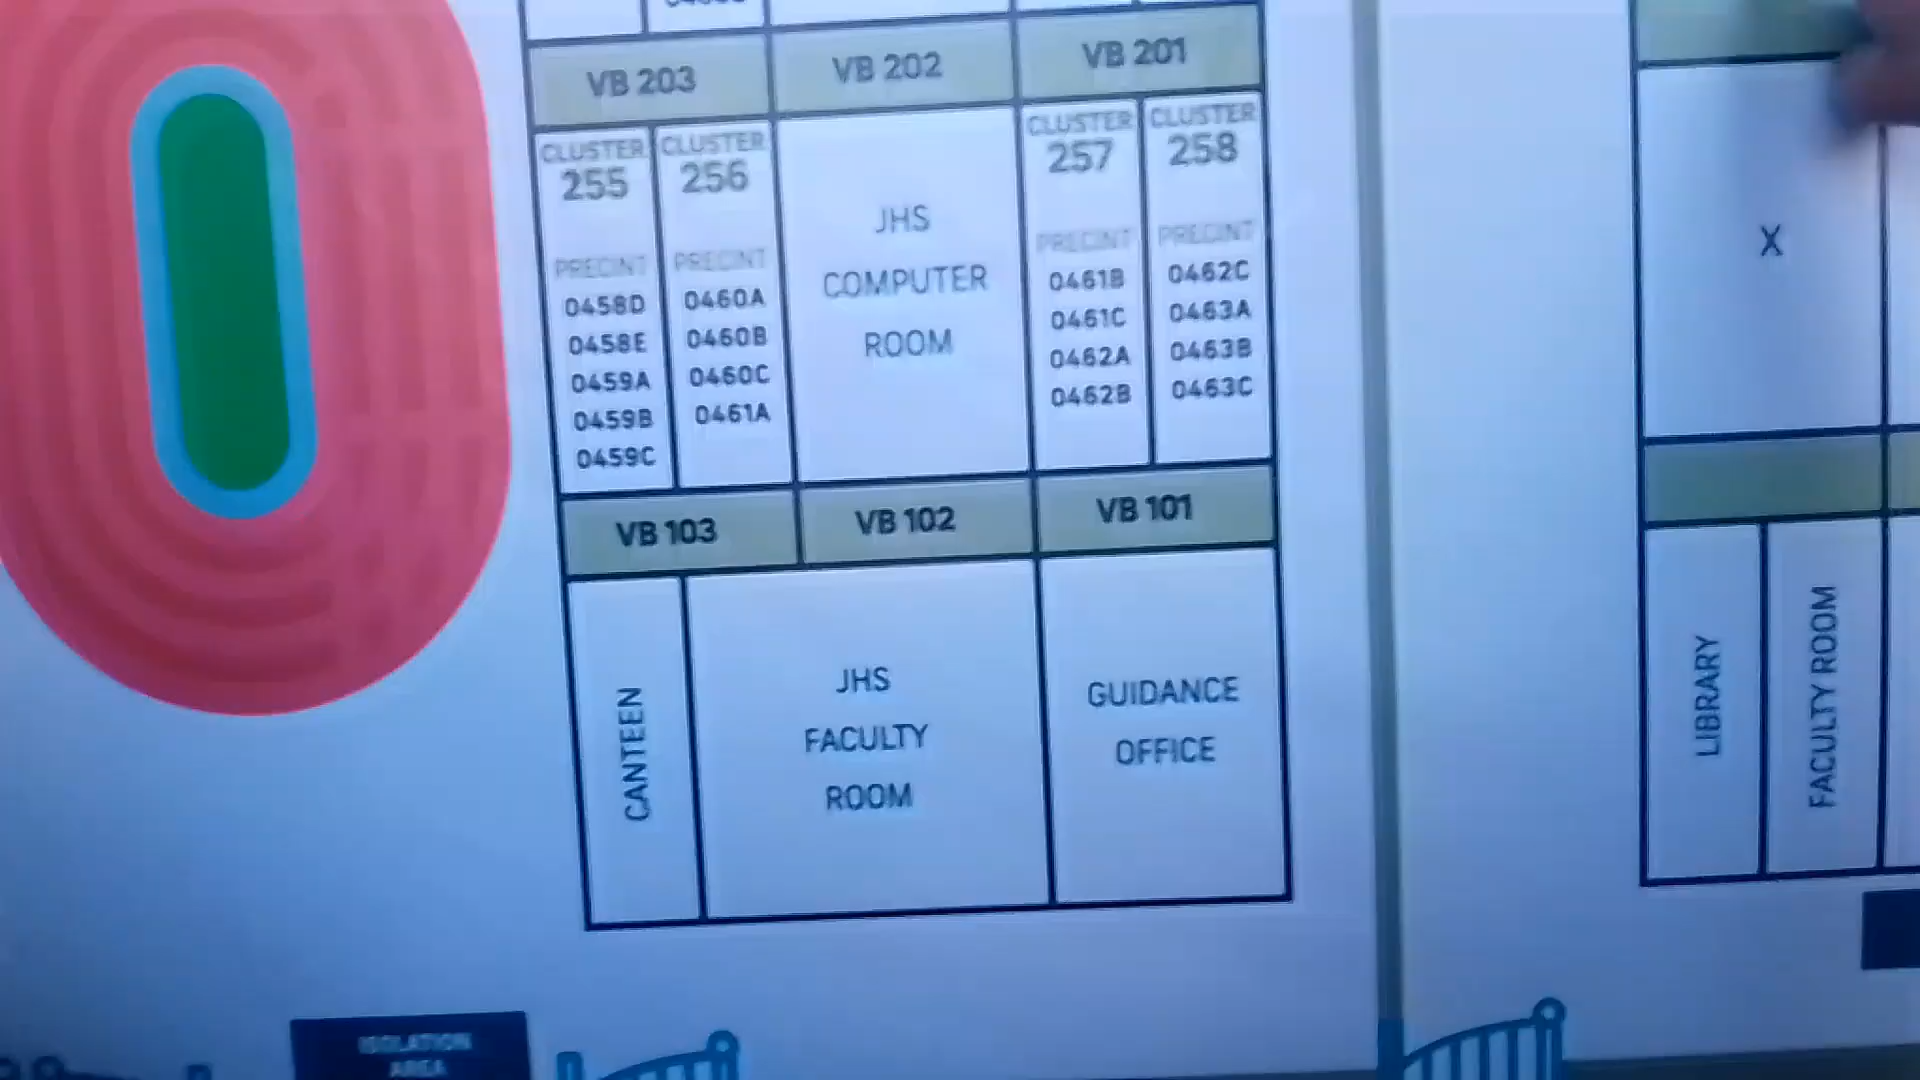 VB 203
VB 202
VB 201
CLUSTER
255
PRECINT
0458D
0458E
0459A
0459B
0459C
CLUSTER
256
PRECINT
0460A
0460B
0460C
0461A
JHS
COMPUTER
ROOM
CLUSTER
257
PRECINT
0461B
0461C
0462A
0462B
CLUSTER
258
PRECINT
0462C
0463A
0463B
0463C
X
VB 103
VB 102
VB 101
CANTEEN
JHS
FACULTY
ROOM
GUIDANCE
OFFICE
LIBRARY
FACULTY ROOM
ISOLATION
AREA